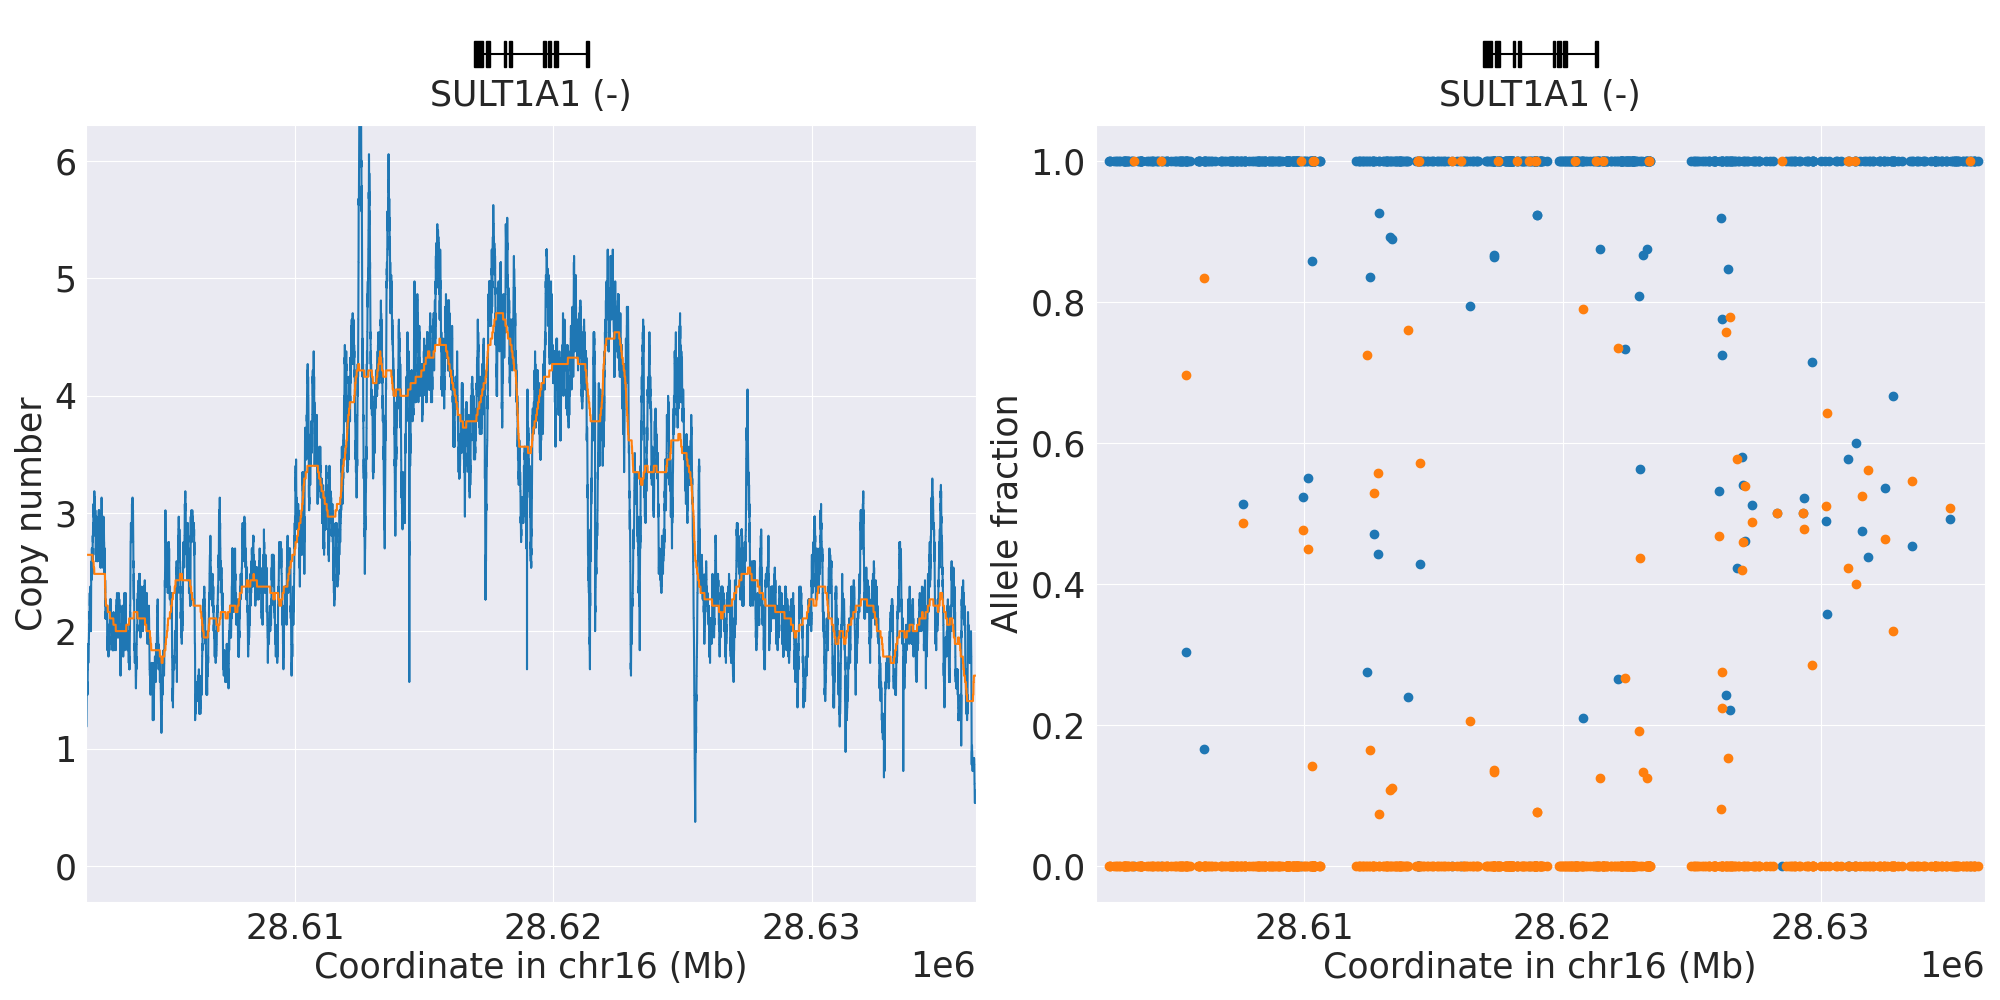 SULT1A1 (-)
Copy number
6
5
4
3
2
1
0
28.61
28.62
28.63
Coordinate in chr16 (Mb)
1e6
SULT1A1 (-)
Allele fraction
1.0
0.8
0.6
0.4
0.2
0.0
28.61
28.62
28.63
Coordinate in chr16 (Mb)
1e6